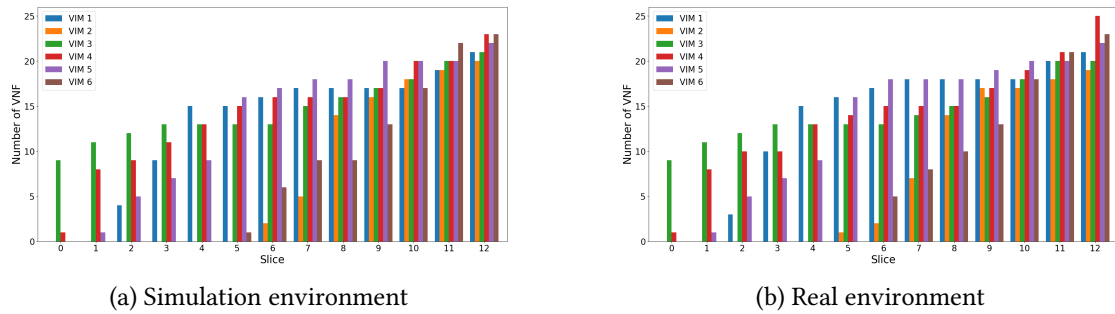 25
20
15
10
5
0
Number of VNF
VIM 1
VIM 2
VIM 3
VIM 4
VIM 5
VIM 6
0 1 2 3 4 5 6 7 8 9 10 11 12
Slice
(a) Simulation environment
25
20
15
10
5
0
Number of VNF
VIM 1
VIM 2
VIM 3
VIM 4
VIM 5
VIM 6
0 1 2 3 4 5 6 7 8 9 10 11 12
Slice
(b) Real environment